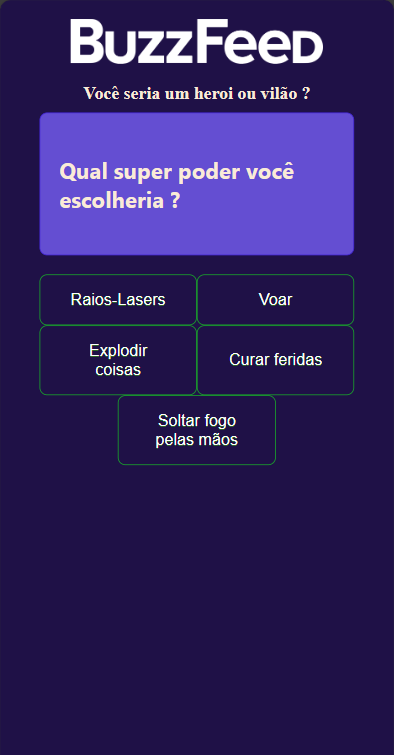 BuzzFeed
Você seria um heroi ou vilão ?
Qual super poder você
escolheria ?
Raios-Lasers
Voar
Explodir
coisas
Curar feridas
Soltar fogo
pelas mãos